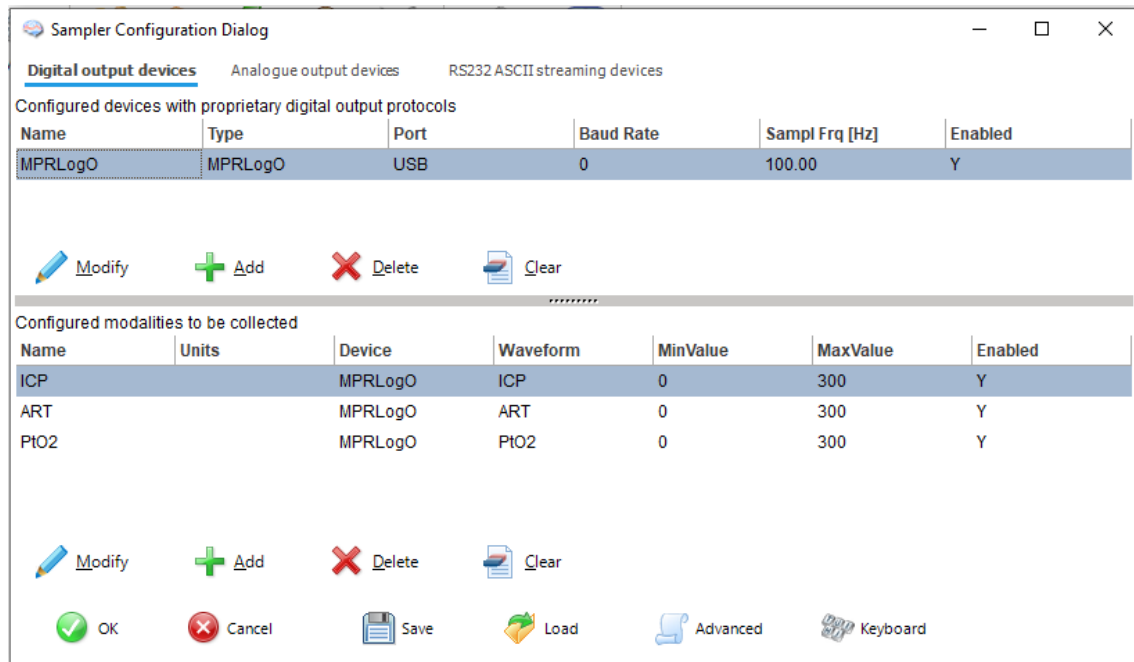 Sampler Configuration Dialog
Digital output devices Analogue output devices RS232 ASCII streaming devices
Configured devices with proprietary digital output protocols
Name Type Port Baud Rate Sampl Frq [Hz] Enabled
MPRLogO MPRLogO USB 0 100.00 Y
Modify Add Delete Clear
Configured modalities to be collected
Name Units Device Waveform MinValue MaxValue Enabled
ICP MPRLogO ICP 0 300 Y
ART MPRLogO ART 0 300 Y
PtO2 MPRLogO PtO2 0 300 Y
Modify Add Delete Clear
OK Cancel Save Load Advanced Keyboard